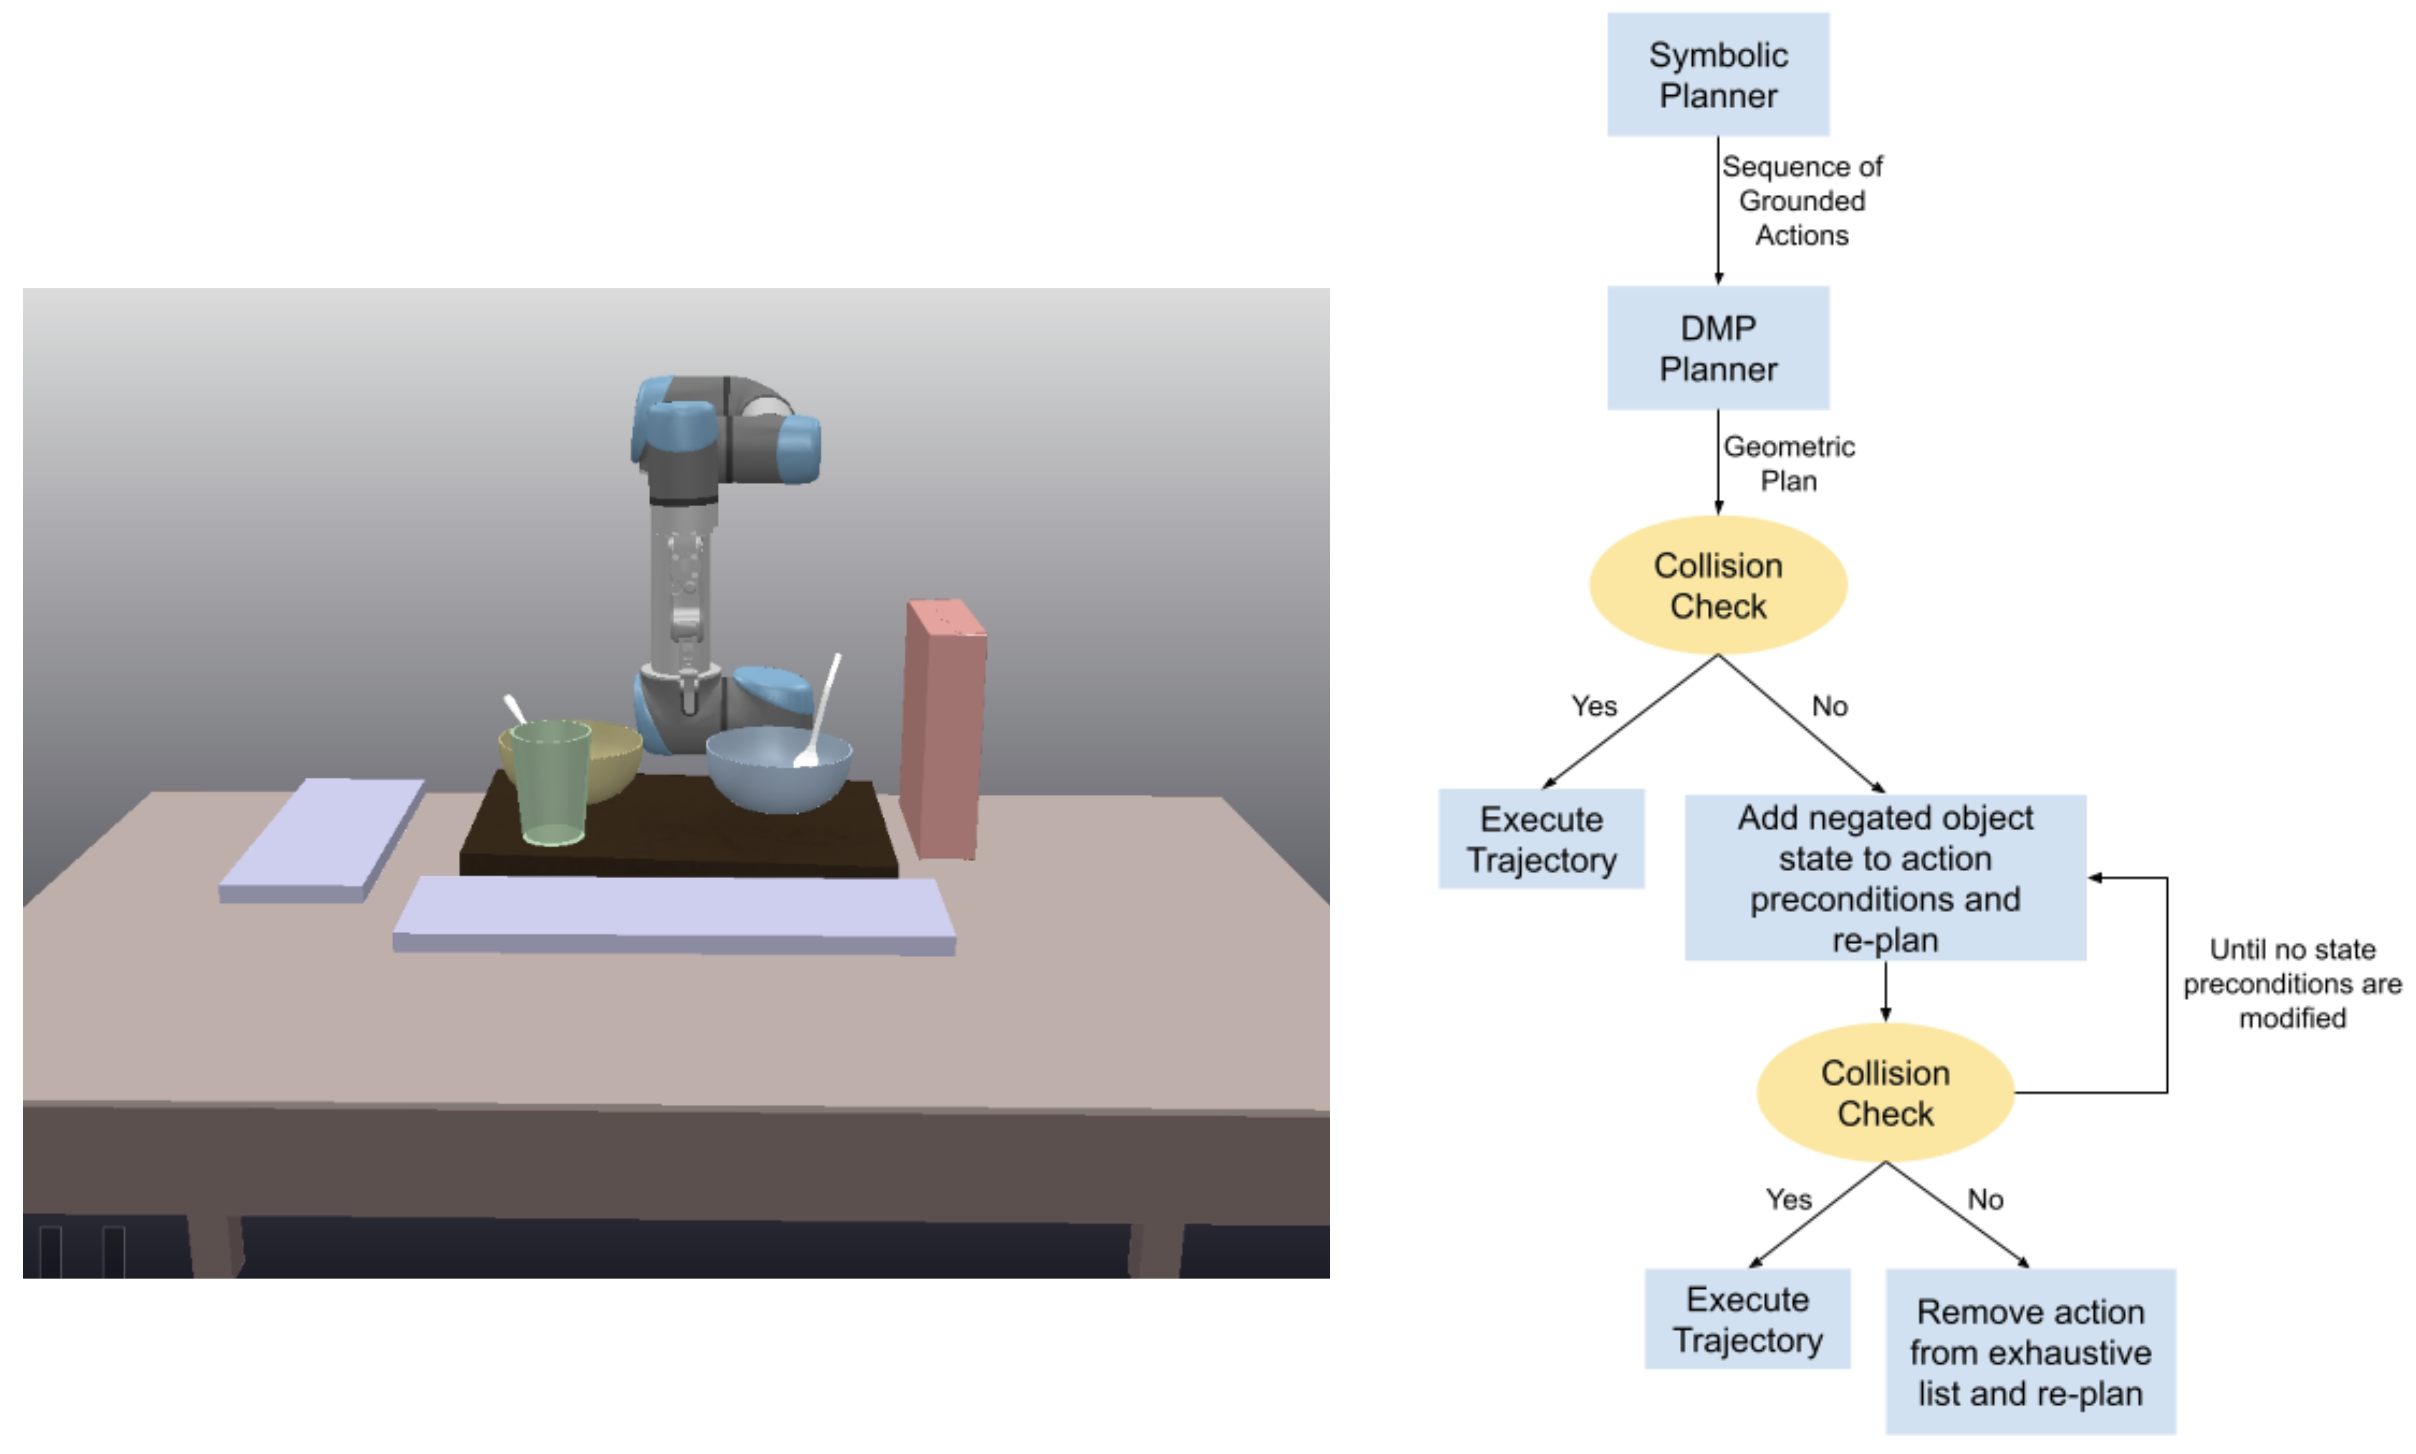 Symbolic
Planner
Sequence of
Grounded
Actions
DMP
Planner
Geometric
Plan
Collision
Check
Yes
No
Execute
Trajectory
Add negated object
state to action
preconditions and
re-plan
Until no state
preconditions are
modified
Collision
Check
Yes
No
Execute
Trajectory
Remove action
from exhaustive
list and re-plan